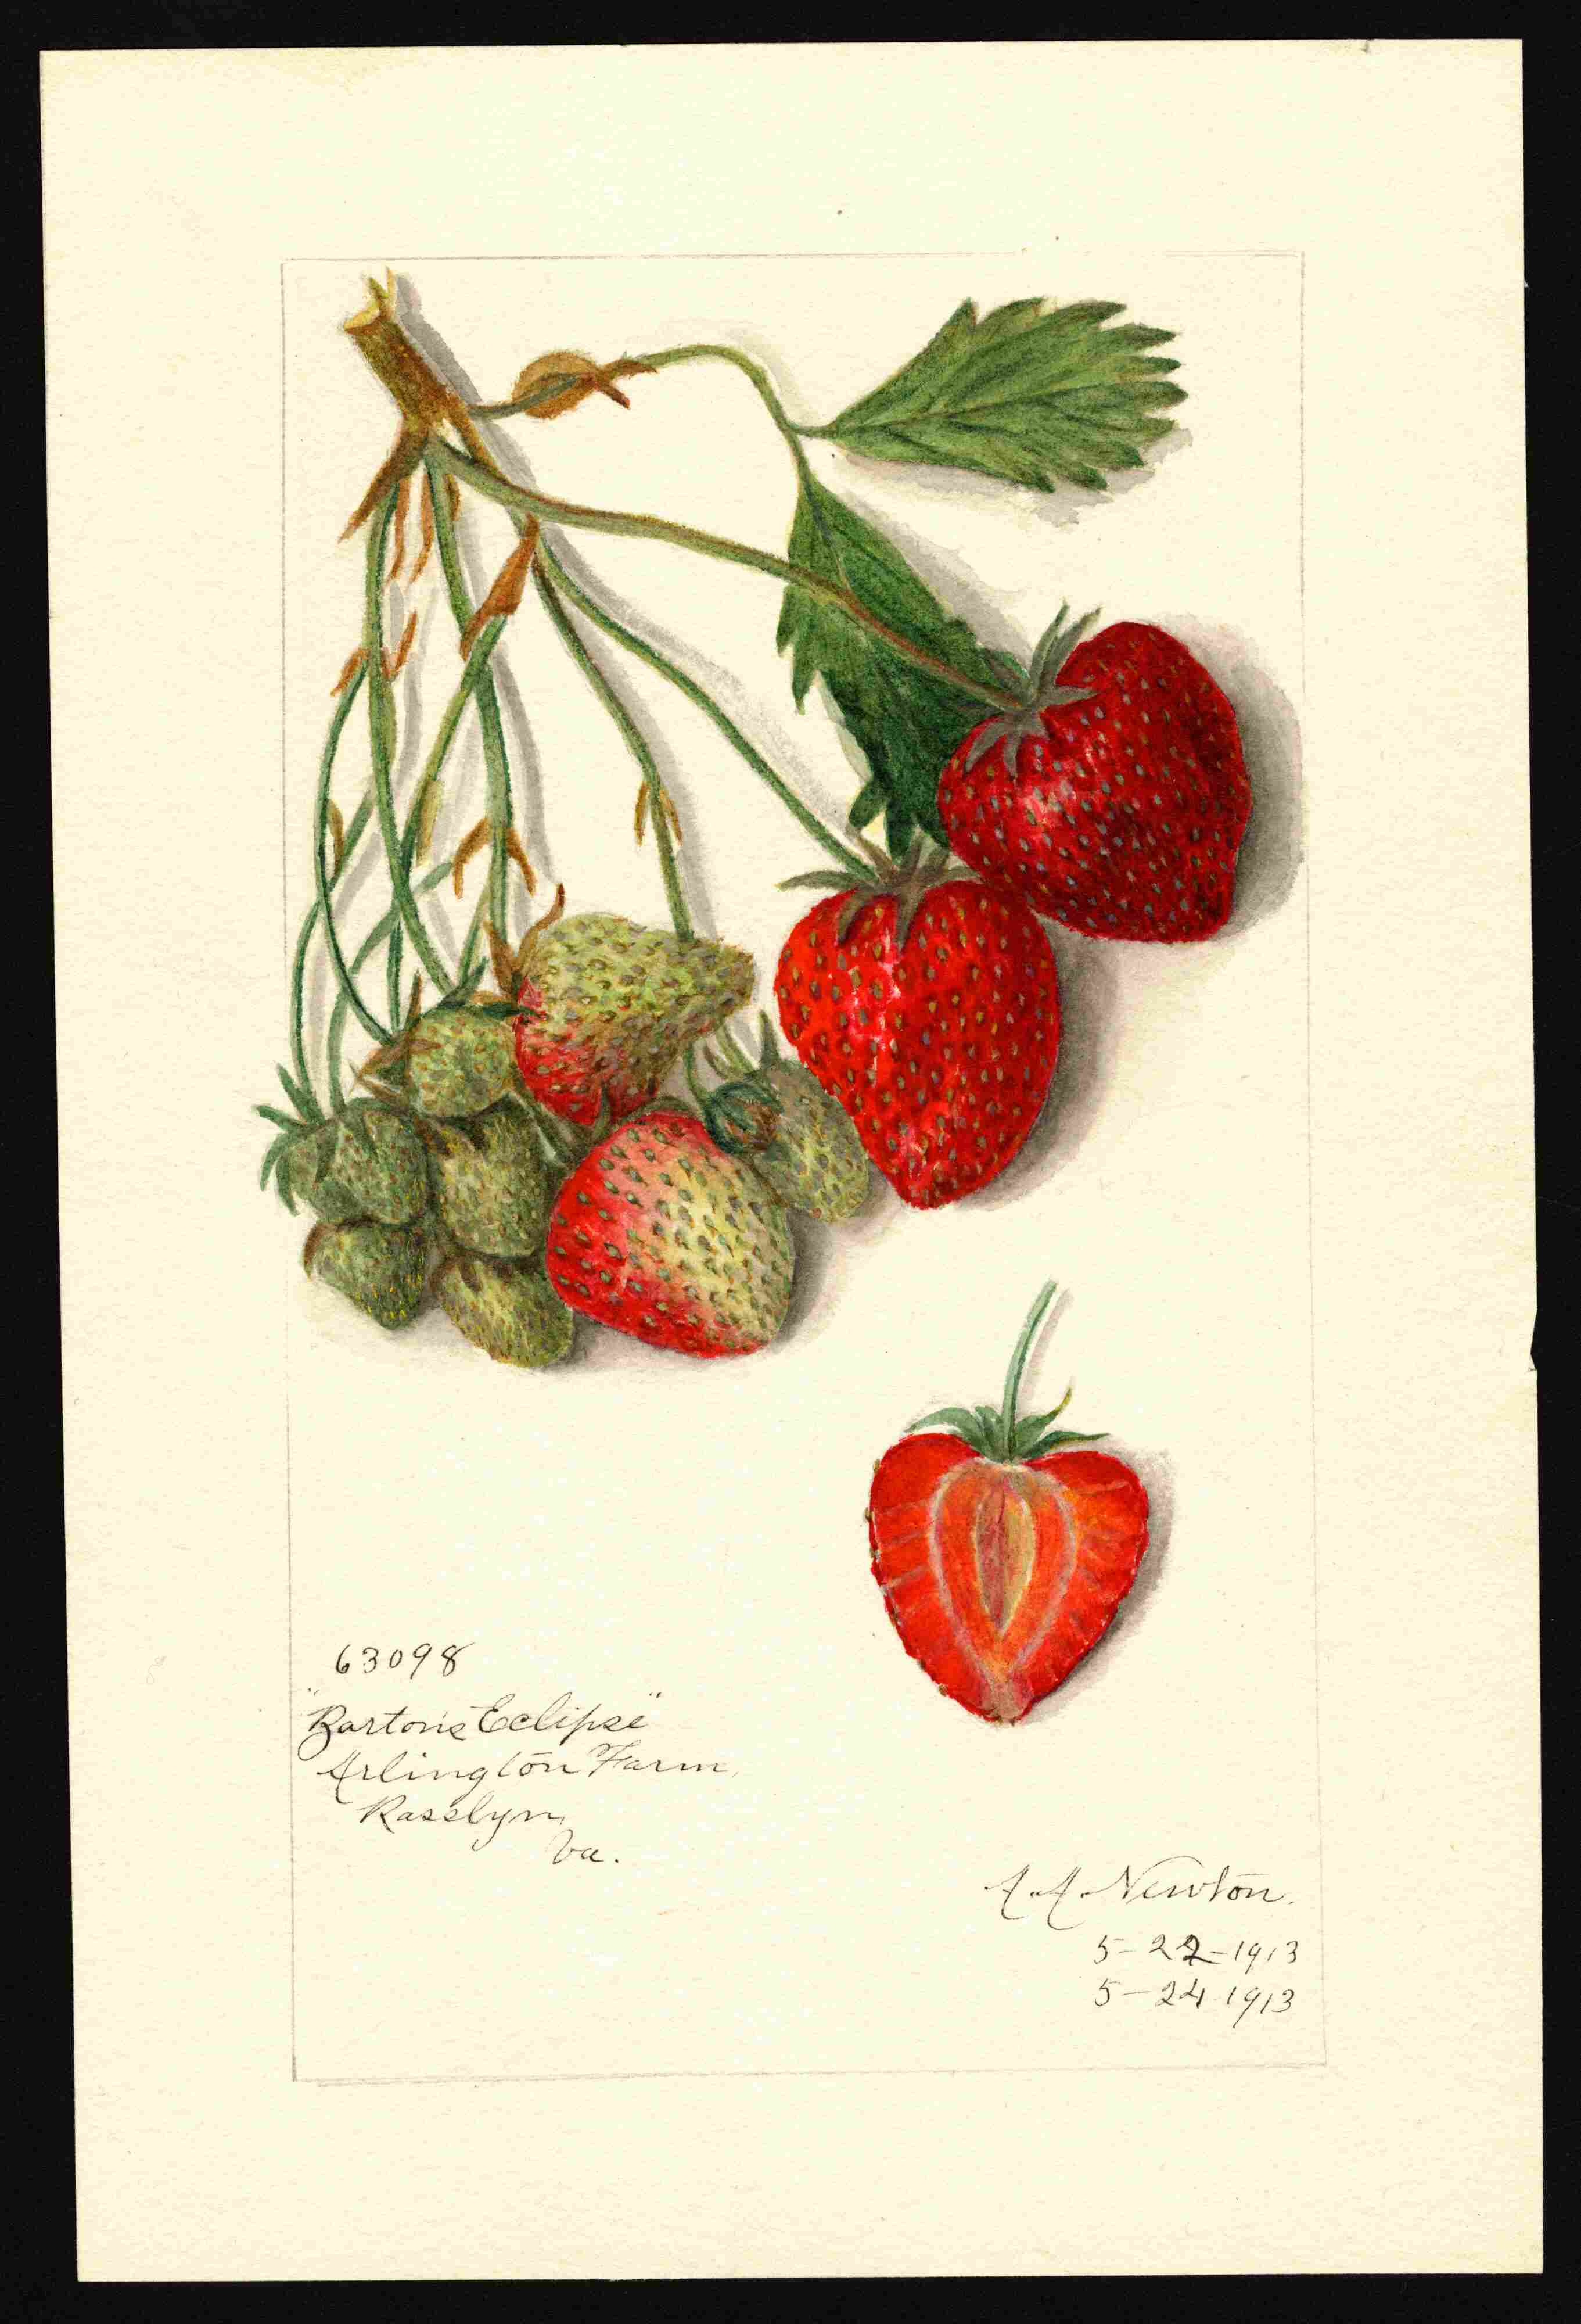 63098
"Barton's Eclipse"
Arlington Farm,
Rosslyn,
Va.
A. A. Newton.
5-22-1913
5-24-1913